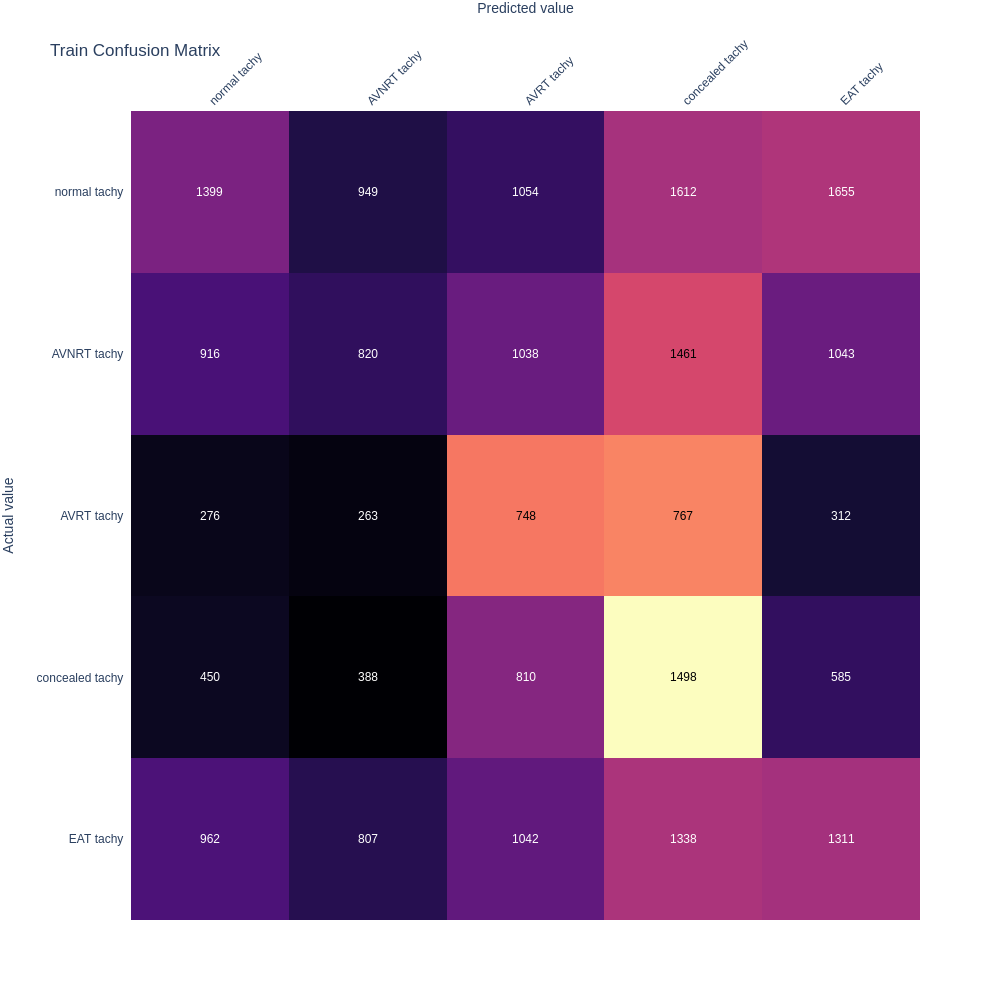 Predicted value
Train Confusion Matrix
normal tachy
AVNRT tachy
AVRT tachy
concealed tachy
EAT tachy
Actual value
normal tachy 1399 949 1054 1612 1655
AVNRT tachy 916 820 1038 1461 1043
AVRT tachy 276 263 748 767 312
concealed tachy 450 388 810 1498 585
EAT tachy 962 807 1042 1338 1311